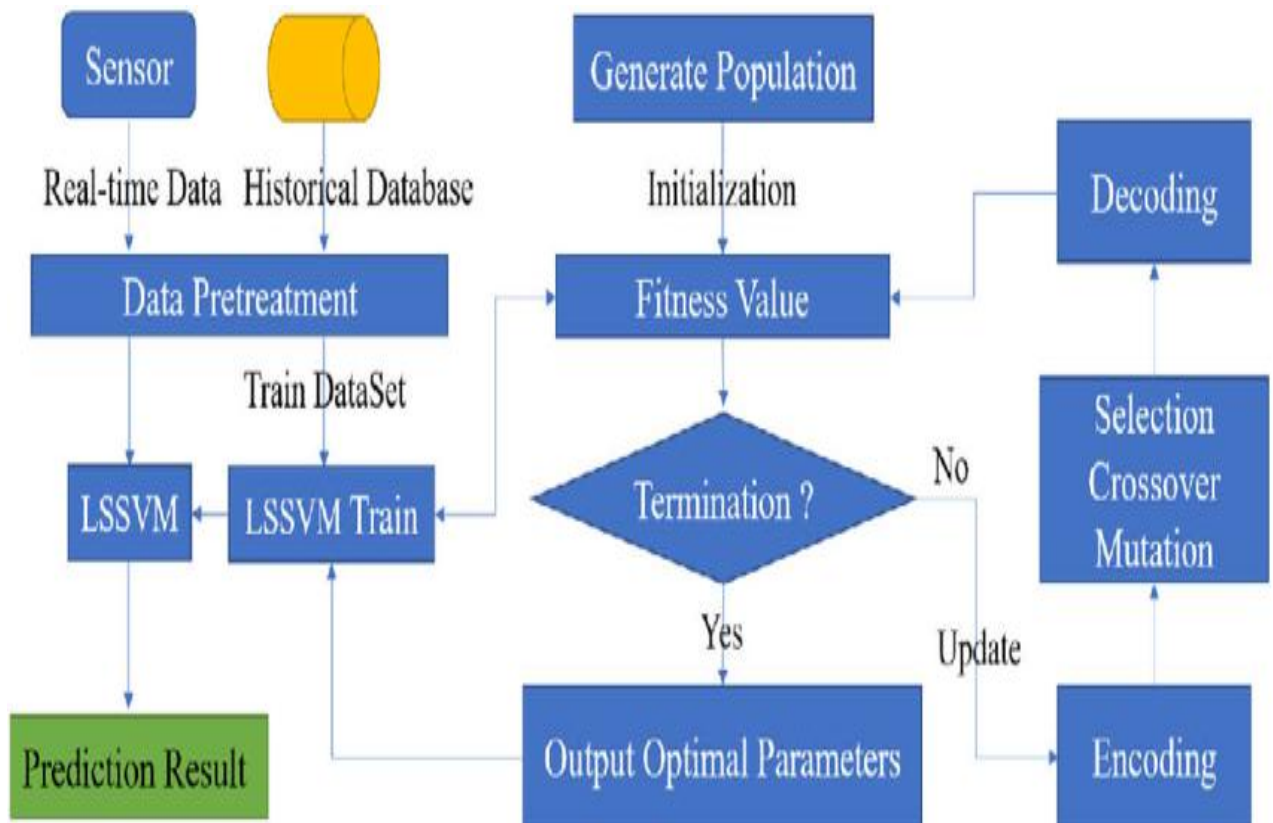 Sensor
Generate Population
Real-time Data
Historical Database
Initialization
Decoding
Data Pretreatment
Fitness Value
Train DataSet
Selection
Crossover
Mutation
No
LSSVM
LSSVM Train
Termination ?
Yes
Update
Prediction Result
Output Optimal Parameters
Encoding